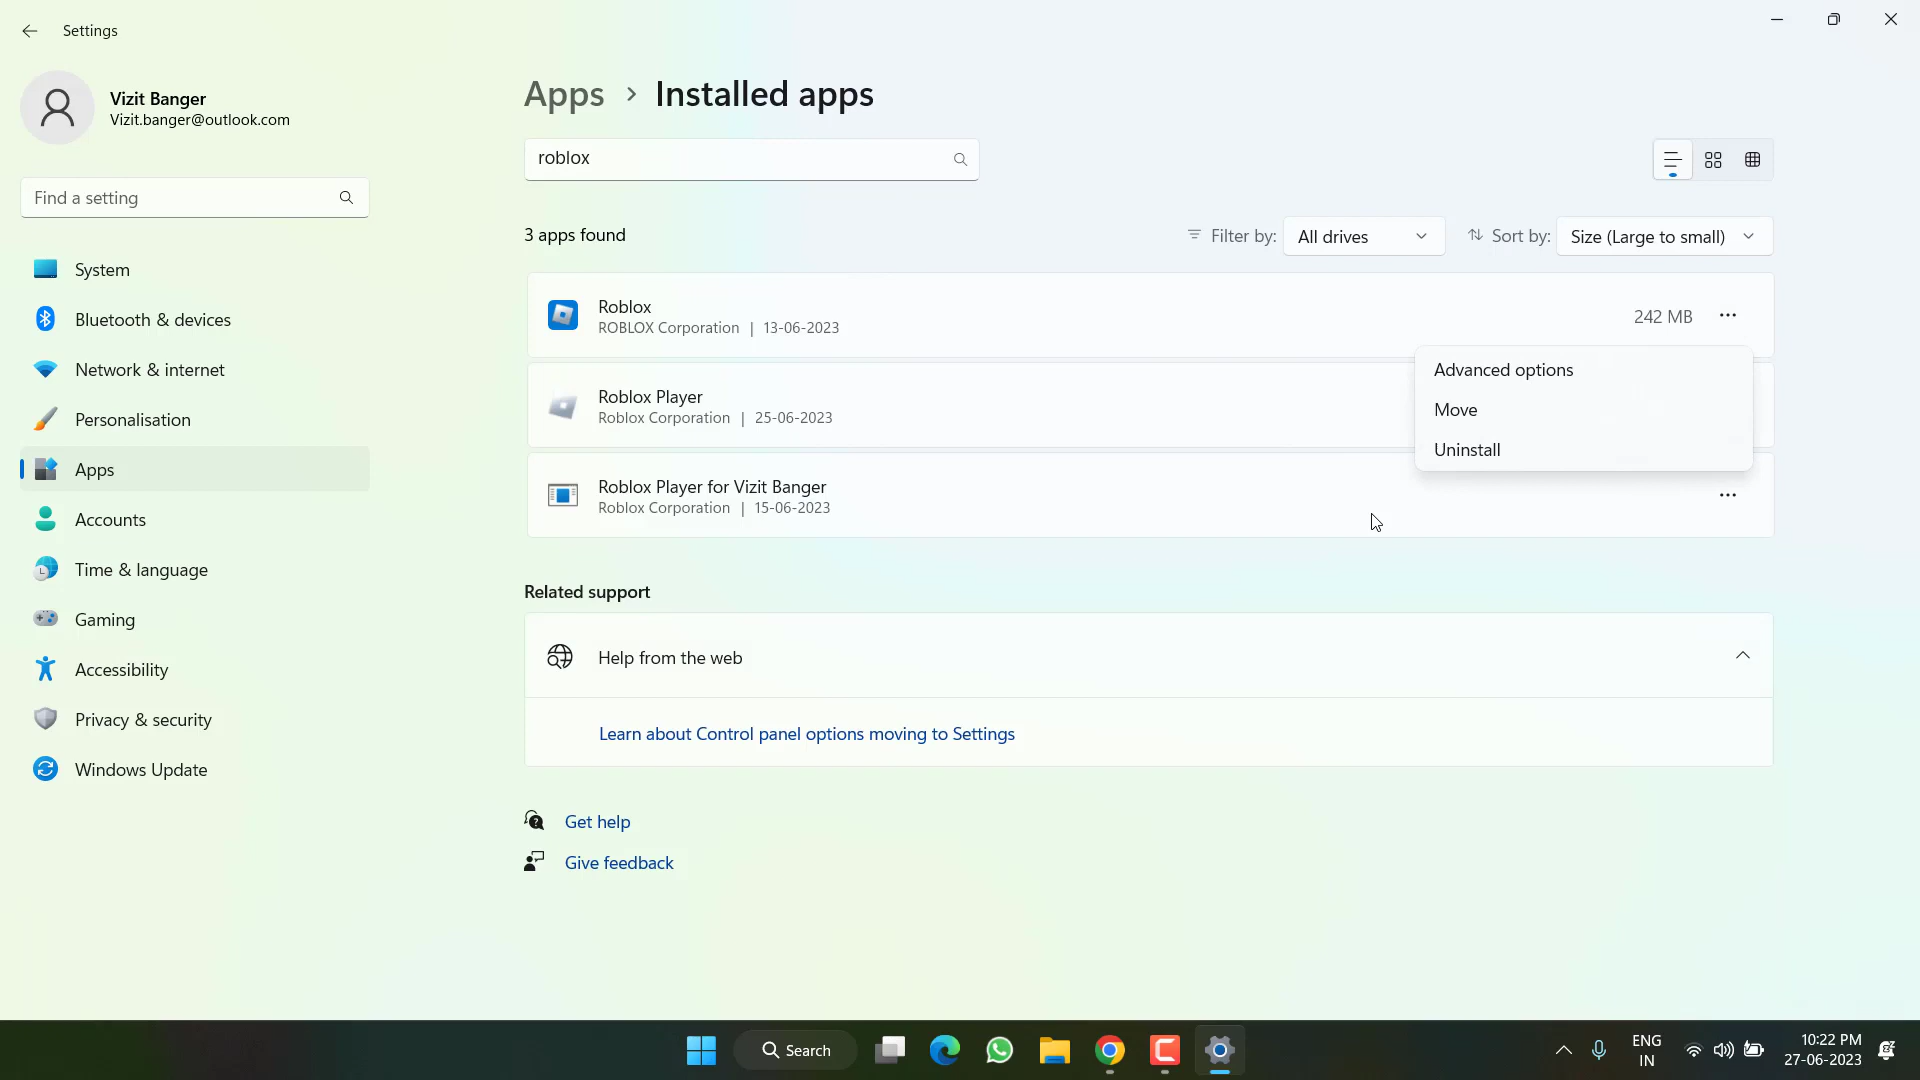 Settings
Vizit Banger
Vizit.banger@outlook.com
Find a setting
System
Bluetooth & devices
Network & internet
Personalisation
Apps
Accounts
Time & language
Gaming
Accessibility
Privacy & security
Windows Update
Apps > Installed apps
roblox
3 apps found
Filter by: All drives
Sort by: Size (Large to small)
Roblox
ROBLOX Corporation | 13-06-2023
242 MB
Advanced options
Move
Uninstall
Roblox Player
Roblox Corporation | 25-06-2023
Roblox Player for Vizit Banger
Roblox Corporation | 15-06-2023
Related support
Help from the web
Learn about Control panel options moving to Settings
Get help
Give feedback
Search
ENG
IN
10:22 PM
27-06-2023